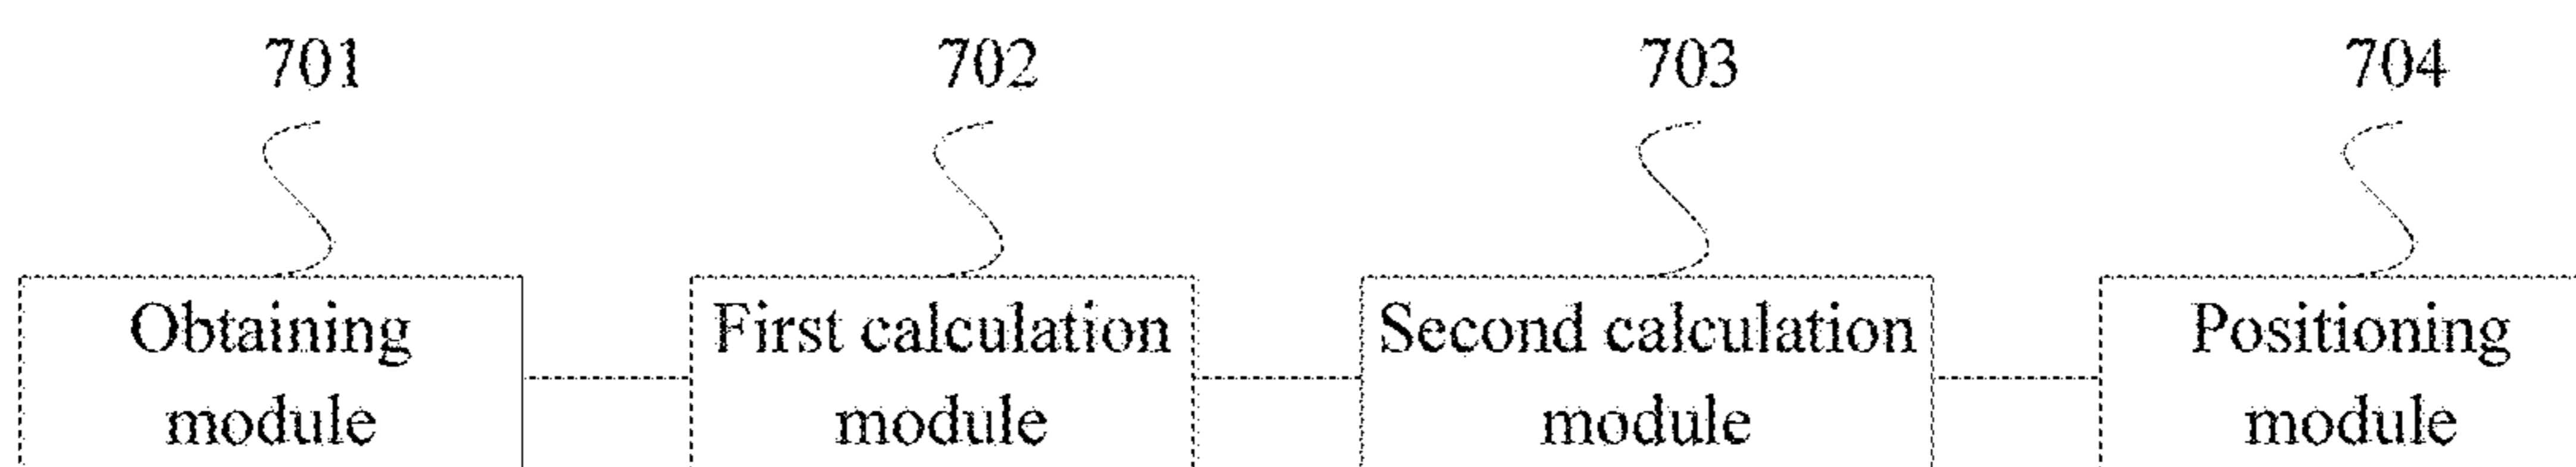 701 702 703 704
Obtaining First calculation Second calculation Positioning
module module module module